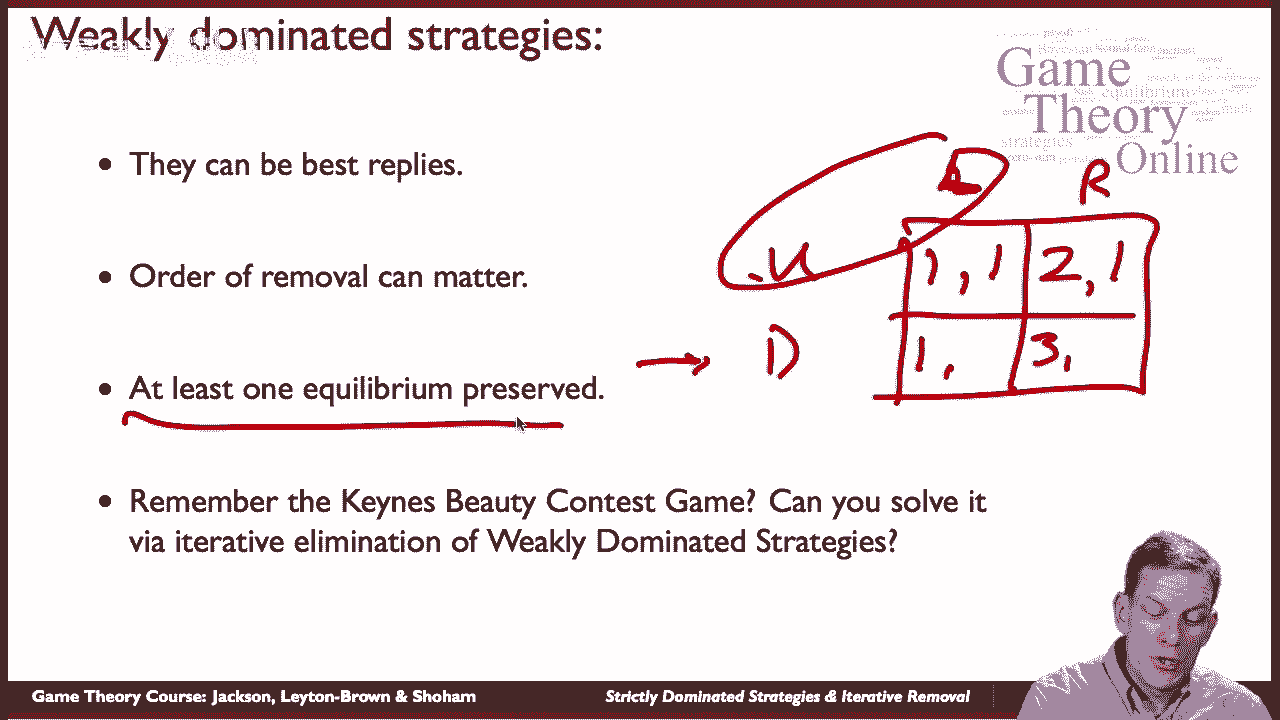 Weakly dominated strategies:
Game
Theory
Online
strategies
• They can be best replies.
L R
• Order of removal can matter.
U 1, 1 2, 1
D 1, 3,
• At least one equilibrium preserved.
• Remember the Keynes Beauty Contest Game? Can you solve it
via iterative elimination of Weakly Dominated Strategies?
Game Theory Course: Jackson, Leyton-Brown & Shoham
Strictly Dominated Strategies & Iterative Removal